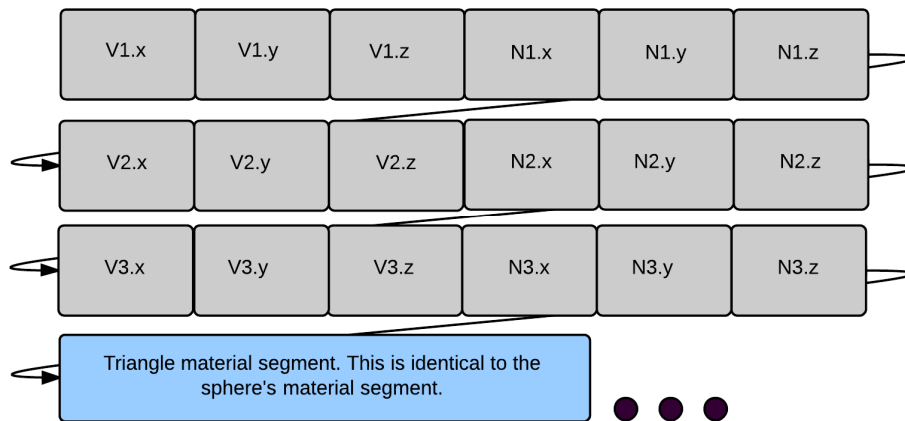 V1.x V1.y V1.z N1.x N1.y N1.z
V2.x V2.y V2.z N2.x N2.y N2.z
V3.x V3.y V3.z N3.x N3.y N3.z
Triangle material segment. This is identical to the
sphere's material segment.